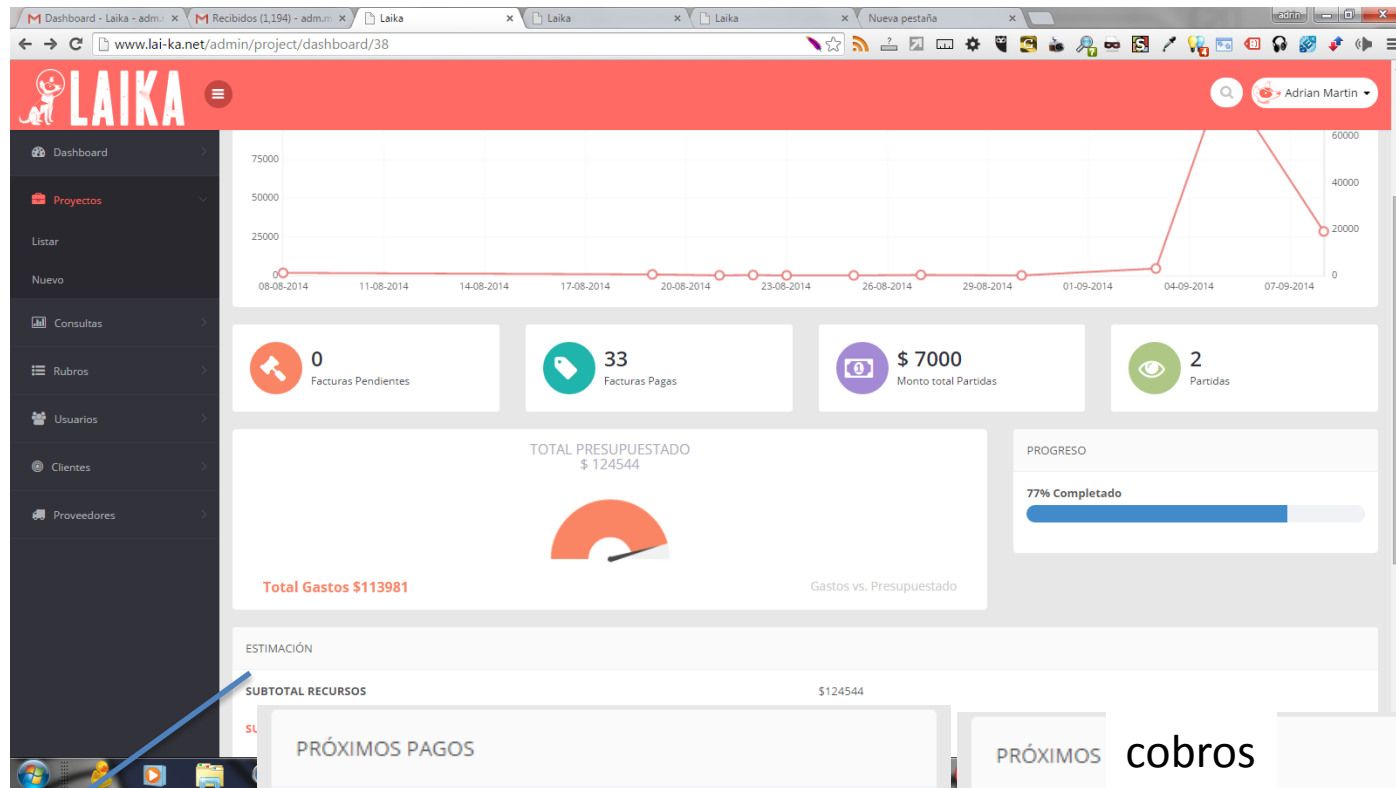 Dashboard - Laika - adm.
Recibidos (1,194) - adm.m
Laika
Laika
Laika
Nueva pestaña
adrin
www.lai-ka.net/admin/project/dashboard/38
LAIKA
Adrian Martin
Dashboard
Proyectos
Listar
Nuevo
Consultas
Rubros
Usuarios
Clientes
Proveedores
75000
50000
25000
0
60000
40000
20000
0
08-08-2014 11-08-2014 14-08-2014 17-08-2014 20-08-2014 23-08-2014 26-08-2014 29-08-2014 01-09-2014 04-09-2014 07-09-2014
0
Facturas Pendientes
33
Facturas Pagas
$ 7000
Monto total Partidas
2
Partidas
TOTAL PRESUPUESTADO
$ 124544
Total Gastos $113981
Gastos vs. Presupuestado
PROGRESO
77% Completado
ESTIMACIÓN
SUBTOTAL RECURSOS $124544
PRÓXIMOS PAGOS
PRÓXIMOS cobros